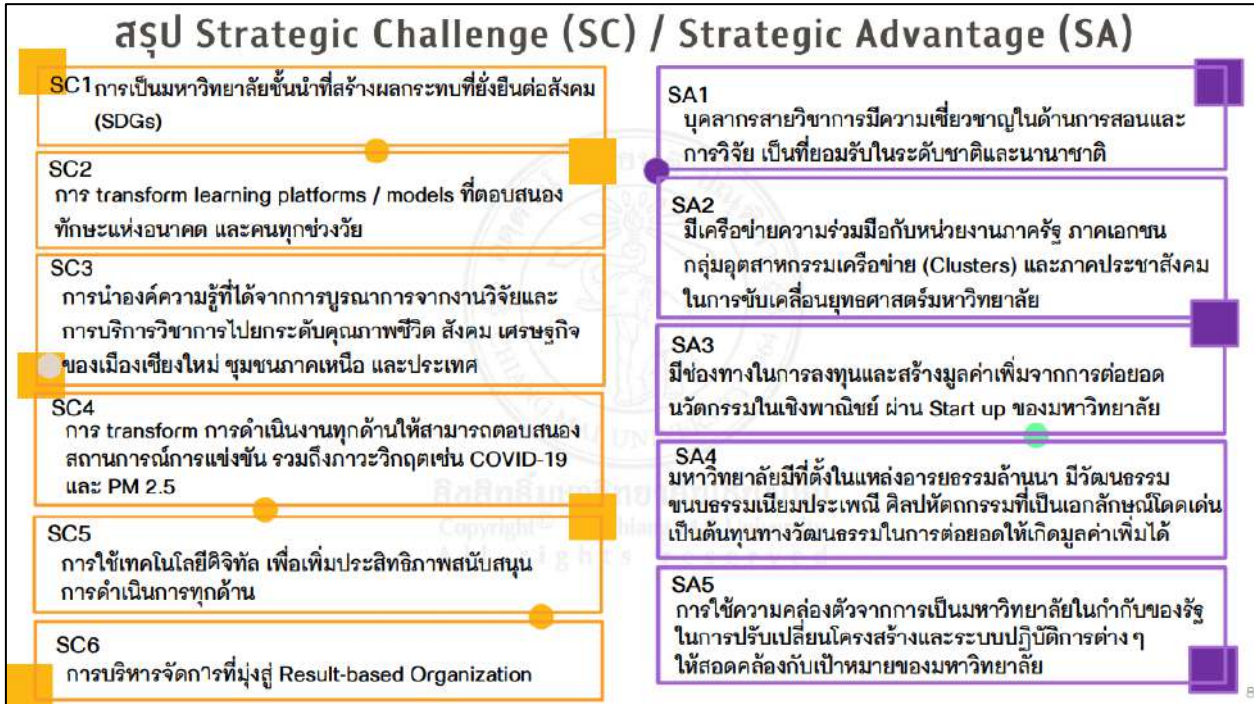 สรุป Strategic Challenge (SC) / Strategic Advantage (SA)
SC1 การเป็นมหาวิทยาลัยชั้นนำที่สร้างผลกระทบที่ยั่งยืนต่อสังคม
(SDGs)
SC2
การ transform learning platforms / models ที่ตอบสนอง
ทักษะแห่งอนาคต และคนทุกช่วงวัย
SC3
การนำองค์ความรู้ที่ได้จากการบูรณาการจากงานวิจัยและ
การบริการวิชาการไปยกระดับคุณภาพชีวิต สังคม เศรษฐกิจ
ของเมืองเชียงใหม่ ชุมชนภาคเหนือ และประเทศ
SC4
การ transform การดำเนินงานทุกด้านให้สามารถตอบสนอง
สถานการณ์การแข่งขัน รวมถึงภาวะวิกฤตเช่น COVID-19
และ PM 2.5
SC5
การใช้เทคโนโลยีดิจิทัล เพื่อเพิ่มประสิทธิภาพสนับสนุน
การดำเนินการทุกด้าน
SC6
การบริหารจัดการที่มุ่งสู่ Result-based Organization
SA1
บุคลากรสายวิชาการมีความเชี่ยวชาญในด้านการสอนและ
การวิจัย เป็นที่ยอมรับในระดับชาติและนานาชาติ
SA2
มีเครือข่ายความร่วมมือกับหน่วยงานภาครัฐ ภาคเอกชน
กลุ่มอุตสาหกรรมเครือข่าย (Clusters) และภาคประชาสังคม
ในการขับเคลื่อนยุทธศาสตร์มหาวิทยาลัย
SA3
มีช่องทางในการลงทุนและสร้างมูลค่าเพิ่มจากการต่อยอด
นวัตกรรมในเชิงพาณิชย์ ผ่าน Start up ของมหาวิทยาลัย
SA4
มหาวิทยาลัยมีที่ตั้งในแหล่งอารยธรรมล้านนา มีวัฒนธรรม
ขนบธรรมเนียมประเพณี ศิลปหัตถกรรมที่เป็นเอกลักษณ์โดดเด่น
เป็นต้นทุนทางวัฒนธรรมในการต่อยอดให้เกิดมูลค่าเพิ่มได้
SA5
การใช้ความคล่องตัวจากการเป็นมหาวิทยาลัยในกำกับของรัฐ
ในการปรับเปลี่ยนโครงสร้างและระบบปฏิบัติการต่าง ๆ
ให้สอดคล้องกับเป้าหมายของมหาวิทยาลัย
8